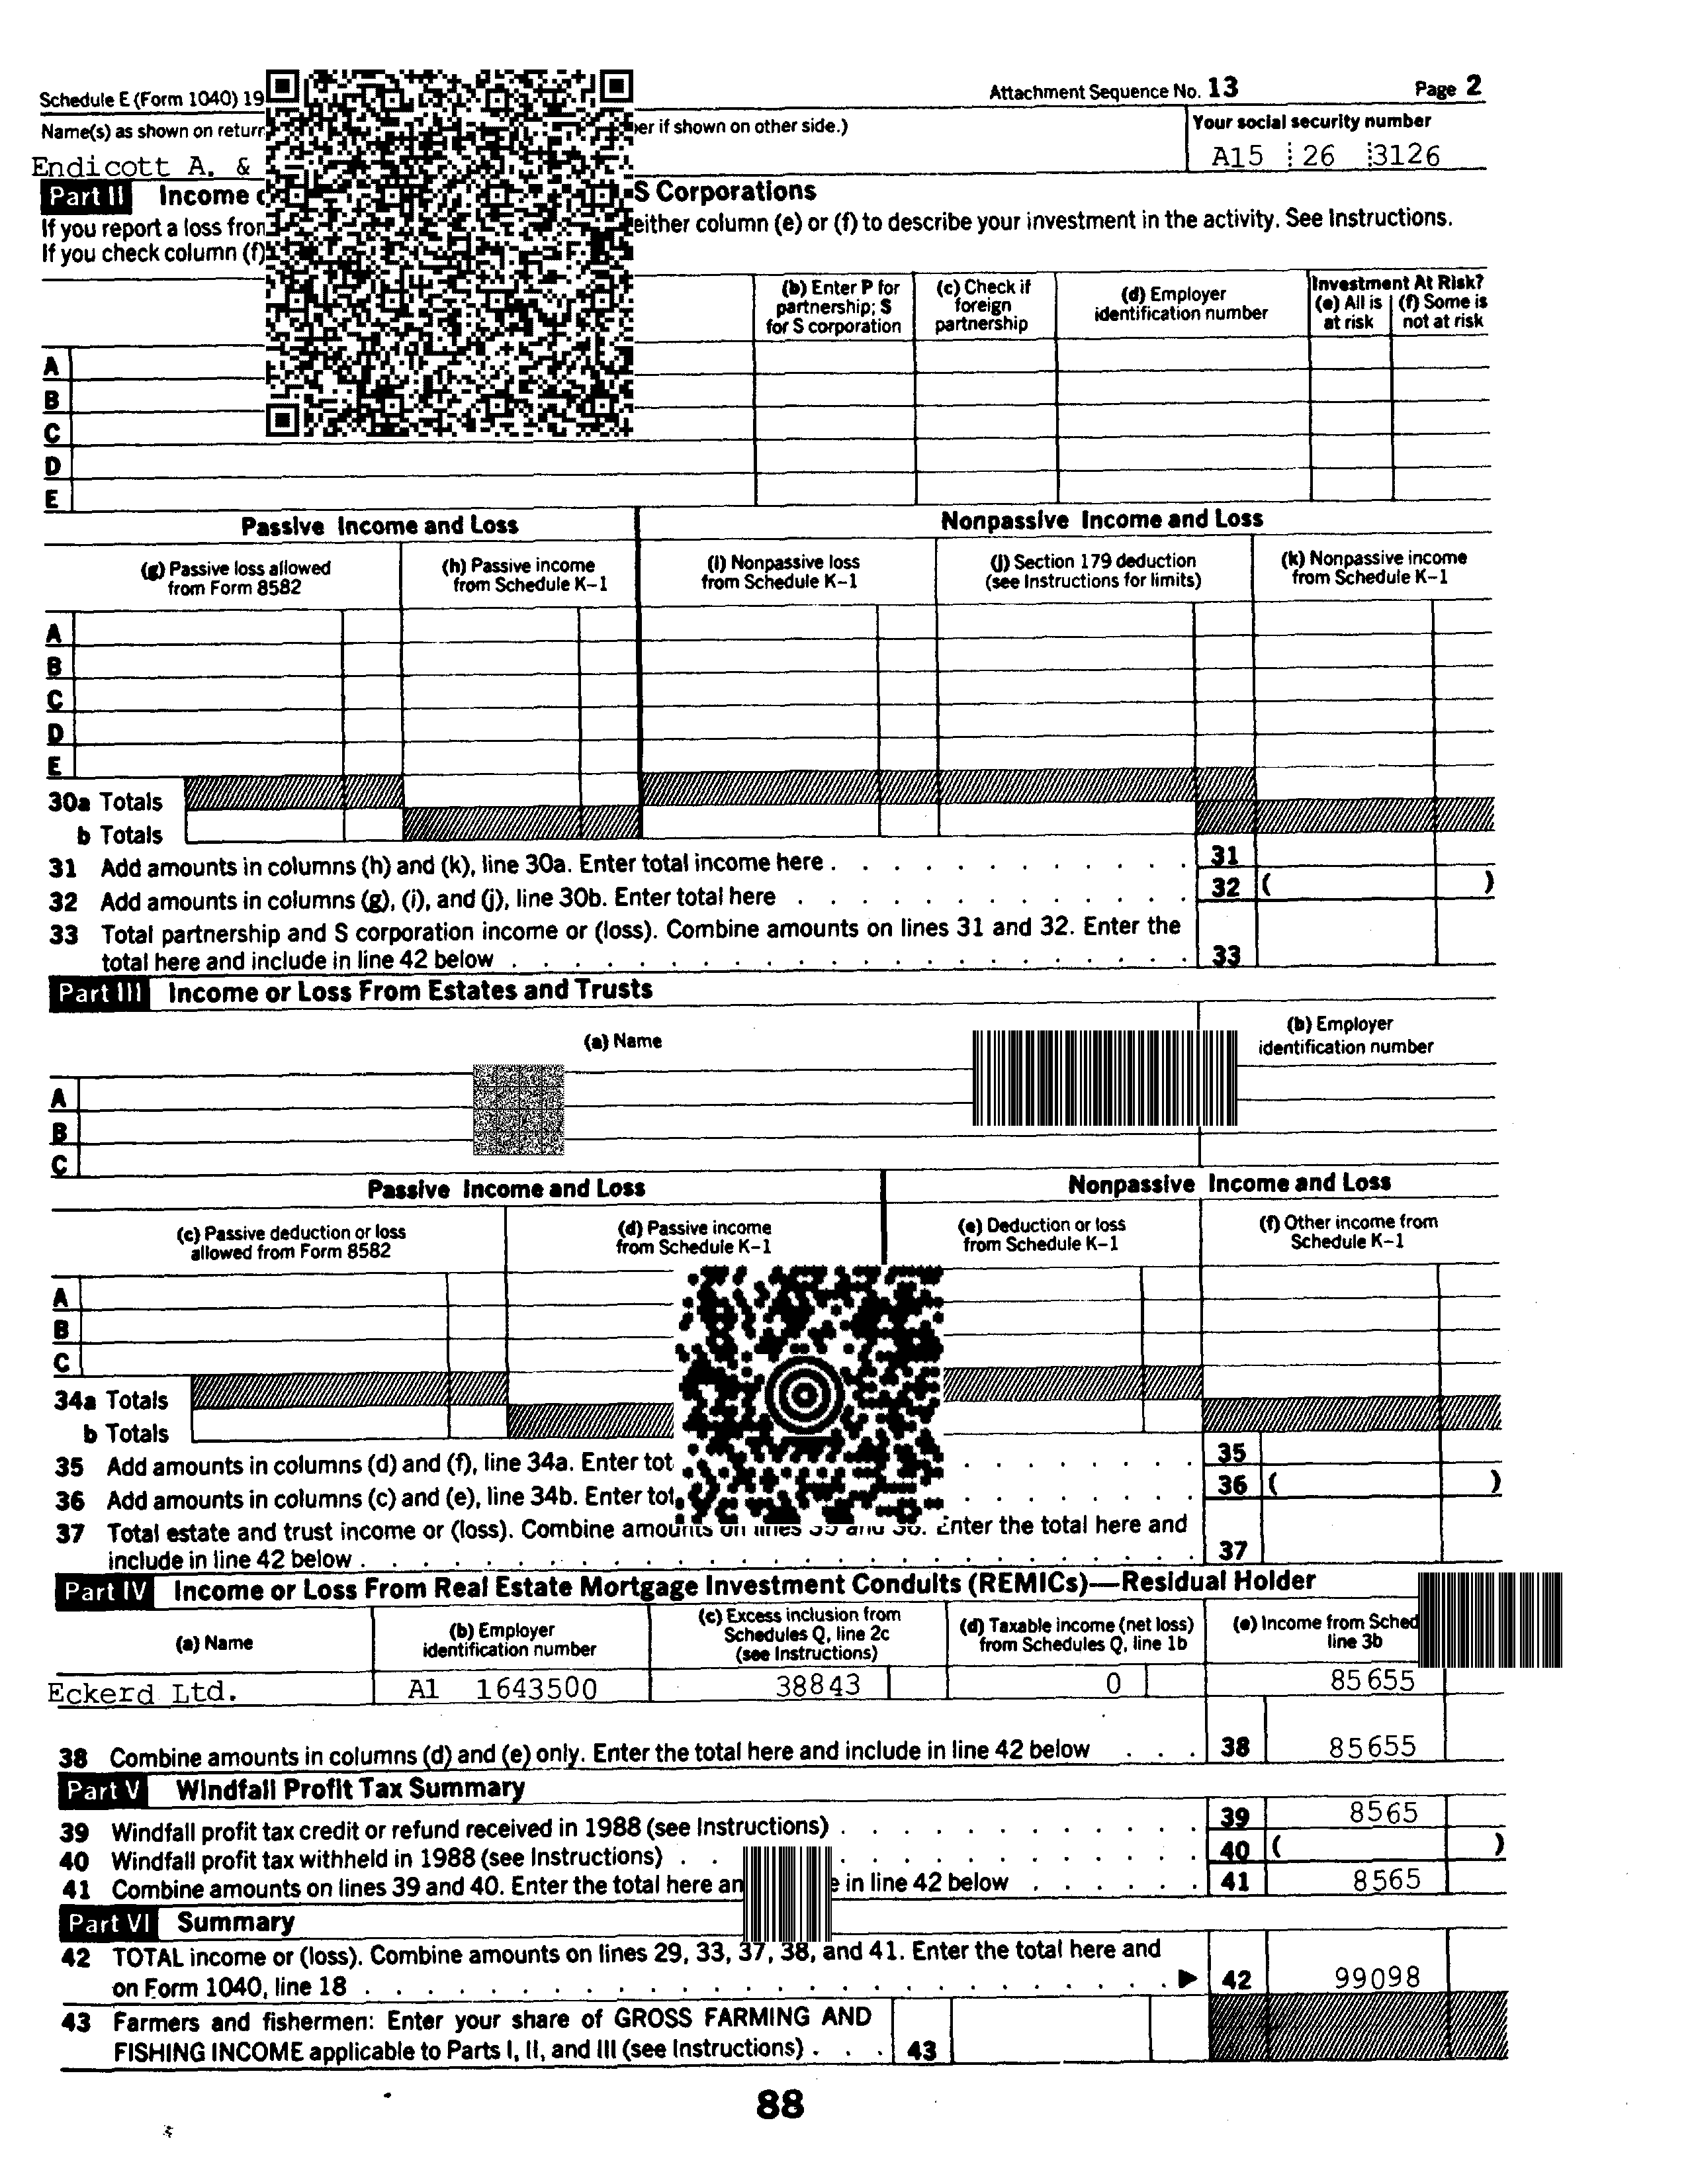 Schedule E (Form 1040) 19
Attachment Sequence No. 13
Page 2
Name(s) as shown on return
if shown on other side.)
Your social security number
Endicott A. &
A15 26 3126
Part II Income
S Corporations
If you report a loss from
either column (e) or (f) to describe your investment in the activity. See Instructions.
If you check column (f)
(b) Enter P for partnership; S for S corporation
(c) Check if foreign partnership
(d) Employer identification number
Investment At Risk?
(e) All is at risk
(f) Some is not at risk
A
B
C
D
E
Passive Income and Loss
Nonpassive Income and Loss
(g) Passive loss allowed from Form 8582
(h) Passive income from Schedule K–1
(i) Nonpassive loss from Schedule K–1
(j) Section 179 deduction (see Instructions for limits)
(k) Nonpassive income from Schedule K–1
A
B
C
D
E
30a Totals
b Totals
31 Add amounts in columns (h) and (k), line 30a. Enter total income here . . . . . . . . . . . . 31
32 Add amounts in columns (g), (i), and (j), line 30b. Enter total here . . . . . . . . . . . . . 32 ( )
33 Total partnership and S corporation income or (loss). Combine amounts on lines 31 and 32. Enter the
total here and include in line 42 below . . . . . . . . . . . . . . . . . . . . . . 33
Part III Income or Loss From Estates and Trusts
(a) Name
(b) Employer identification number
A
B
C
Passive Income and Loss
Nonpassive Income and Loss
(c) Passive deduction or loss allowed from Form 8582
(d) Passive income from Schedule K–1
(e) Deduction or loss from Schedule K–1
(f) Other income from Schedule K–1
A
B
C
34a Totals
b Totals
35 Add amounts in columns (d) and (f), line 34a. Enter . . . . . . . 35
36 Add amounts in columns (c) and (e), line 34b. Enter . . . . . . . 36 ( )
37 Total estate and trust income or (loss). Combine amounts on lines 35 and 36. Enter the total here and
include in line 42 below . . . . . . . . . . . . . . . . . . . . . . . . . . 37
Part IV Income or Loss From Real Estate Mortgage Investment Conduits (REMICs)—Residual Holder
(a) Name
(b) Employer identification number
(c) Excess inclusion from Schedules Q, line 2c (see Instructions)
(d) Taxable income (net loss) from Schedules Q, line 1b
(e) Income from Sched
line 3b
Eckerd Ltd. A1 1643500 38843 0 85655
38 Combine amounts in columns (d) and (e) only. Enter the total here and include in line 42 below . . . 38 85655
Part V Windfall Profit Tax Summary
39 Windfall profit tax credit or refund received in 1988 (see Instructions) . . . . . . . . . . . . 39 8565
40 Windfall profit tax withheld in 1988 (see Instructions) . . . . . . . . . . . . 40 ( )
41 Combine amounts on lines 39 and 40. Enter the total here an e in line 42 below . . . . . . 41 8565
Part VI Summary
42 TOTAL income or (loss). Combine amounts on lines 29, 33, 37, 38, and 41. Enter the total here and
on Form 1040, line 18 . . . . . . . . . . . . . . . . . . . . . . . ▶ 42 99098
43 Farmers and fishermen: Enter your share of GROSS FARMING AND
FISHING INCOME applicable to Parts I, II, and III (see Instructions) . . . 43
88